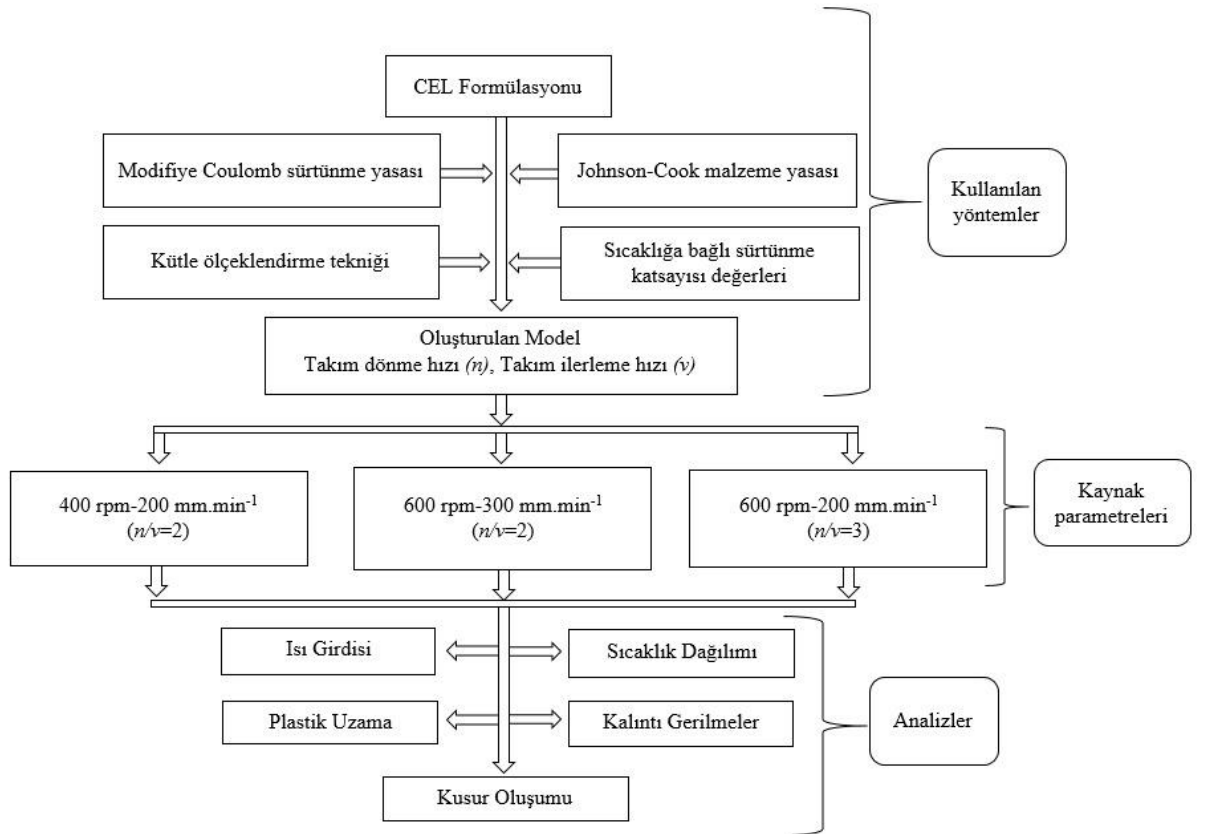 CEL Formülasyonu
Modifiye Coulomb sürtünme yasası
Johnson-Cook malzeme yasası
Kullanılan
yöntemler
Kütle ölçeklendirme tekniği
Sıcaklığa bağlı sürtünme
katsayısı değerleri
Oluşturulan Model
Takım dönme hızı (n), Takım ilerleme hızı (v)
400 rpm-200 mm.min⁻¹
(n/v=2)
600 rpm-300 mm.min⁻¹
(n/v=2)
600 rpm-200 mm.min⁻¹
(n/v=3)
Kaynak
parametreleri
Isı Girdisi
Sıcaklık Dağılımı
Plastik Uzama
Kalıntı Gerilmeler
Analizler
Kusur Oluşumu